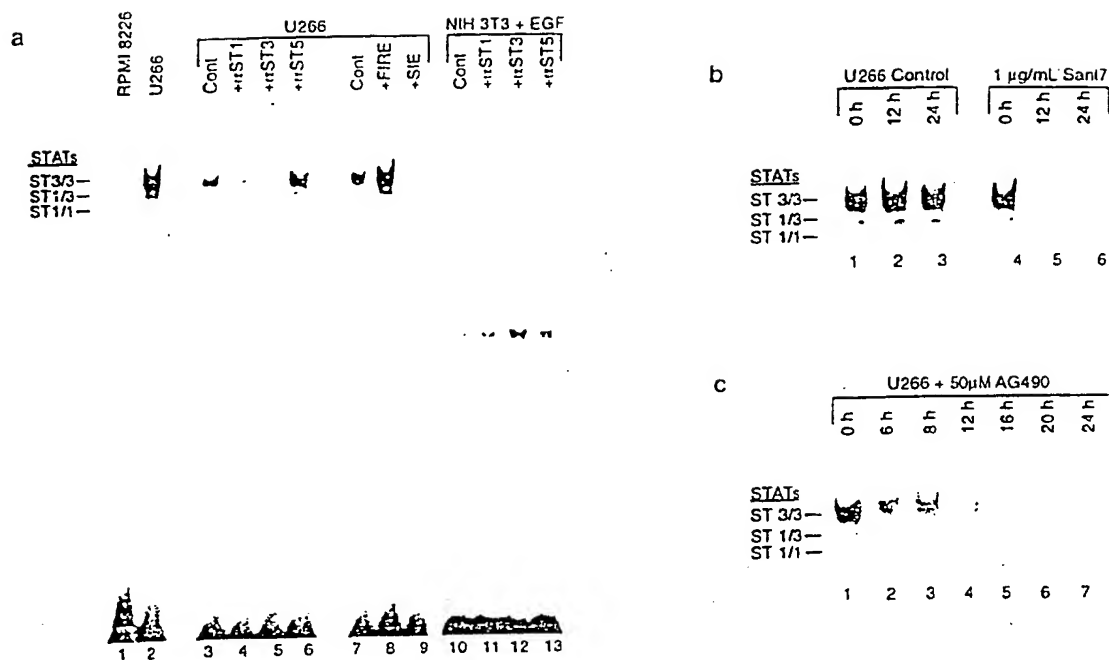 a
U266
NIH 3T3 + EGF
RPMI 8226
U266
Cont
+αST1
+αST3
+αST5
Cont
+FIRE
+SIE
Cont
+αST1
+αST3
+αST5
STATs
ST3/3
ST1/3
ST1/1
1 2 3 4 5 6 7 8 9 10 11 12 13
b
U266 Control
1 µg/mL Sant7
0 h
12 h
24 h
0 h
12 h
24 h
STATs
ST 3/3
ST 1/3
ST 1/1
1 2 3 4 5 6
c
U266 + 50µM AG490
0 h
6 h
8 h
12 h
16 h
20 h
24 h
STATs
ST 3/3
ST 1/3
ST 1/1
1 2 3 4 5 6 7